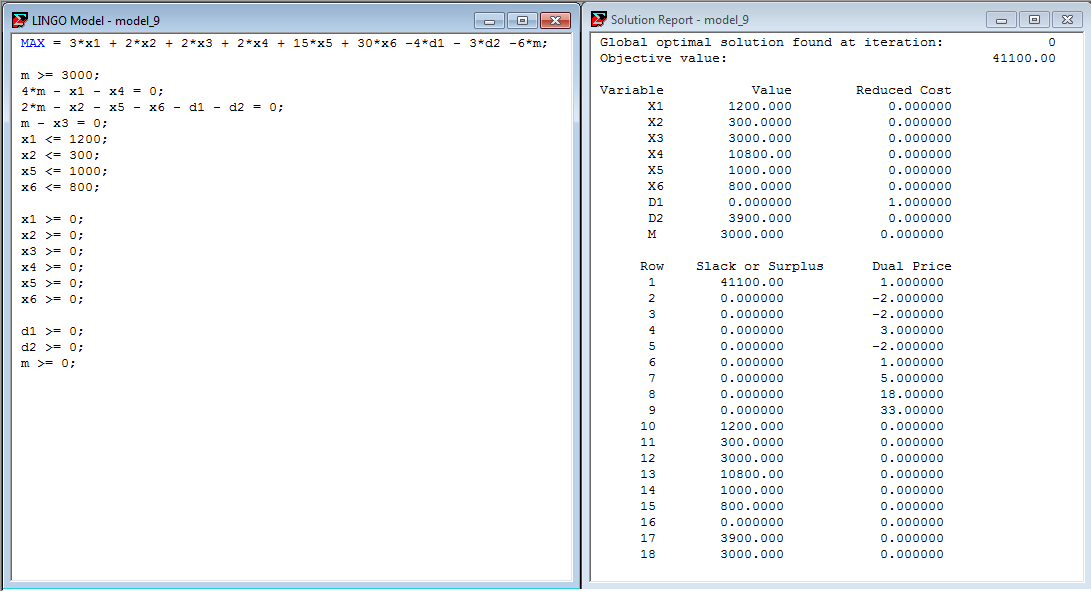 LINGO Model - model_9
MAX = 3*x1 + 2*x2 + 2*x3 + 2*x4 + 15*x5 + 30*x6 -4*d1 - 3*d2 -6*m;
m >= 3000;
4*m - x1 - x4 = 0;
2*m - x2 - x5 - x6 - d1 - d2 = 0;
m - x3 = 0;
x1 <= 1200;
x2 <= 300;
x5 <= 1000;
x6 <= 800;
x1 >= 0;
x2 >= 0;
x3 >= 0;
x4 >= 0;
x5 >= 0;
x6 >= 0;
d1 >= 0;
d2 >= 0;
m >= 0;
Solution Report - model_9
Global optimal solution found at iteration: 0
Objective value: 41100.00
Variable Value Reduced Cost
X1 1200.000 0.000000
X2 300.0000 0.000000
X3 3000.000 0.000000
X4 10800.00 0.000000
X5 1000.000 0.000000
X6 800.0000 0.000000
D1 0.000000 1.000000
D2 3900.000 0.000000
M 3000.000 0.000000
Row Slack or Surplus Dual Price
1 41100.00 1.000000
2 0.000000 -2.000000
3 0.000000 -2.000000
4 0.000000 3.000000
5 0.000000 -2.000000
6 0.000000 1.000000
7 0.000000 5.000000
8 0.000000 18.00000
9 0.000000 33.00000
10 1200.000 0.000000
11 300.0000 0.000000
12 3000.000 0.000000
13 10800.00 0.000000
14 1000.000 0.000000
15 800.0000 0.000000
16 0.000000 0.000000
17 3900.000 0.000000
18 3000.000 0.000000